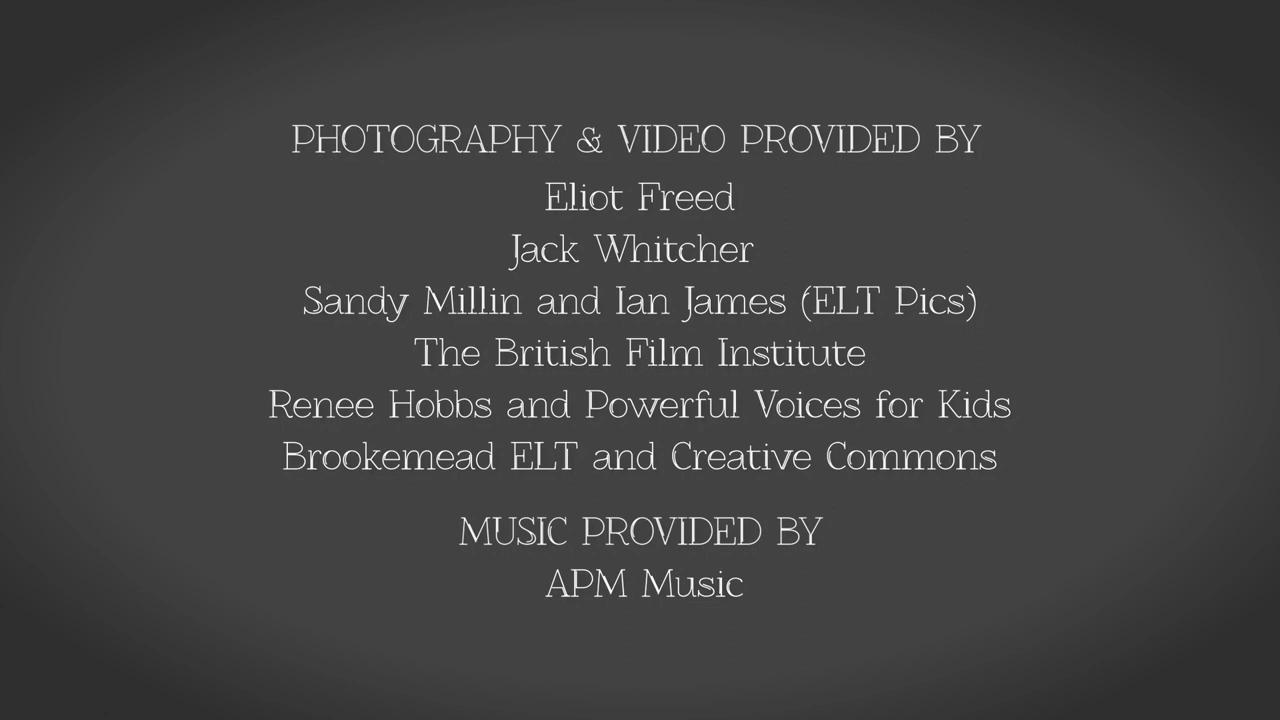 PHOTOGRAPHY & VIDEO PROVIDED BY
Eliot Freed
Jack Whitcher
Sandy Millin and Ian James (ELT Pics)
The British Film Institute
Renee Hobbs and Powerful Voices for Kids
Brookemead ELT and Creative Commons
MUSIC PROVIDED BY
APM Music